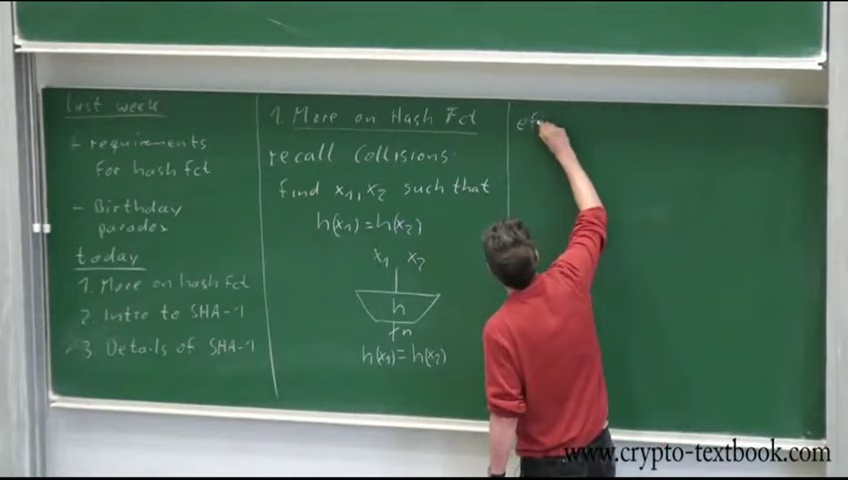 last week
- requirements
for hash fct
- Birthday
paradox
today
1. More on hash fct
2. Intro to SHA-1
3 Details of SHA-1
1. More on Hash Fct
recall Collisions.
find x₁, x₂ such that
h(x₁) = h(x₂)
x₁ x₂
h
n
h(x₁) = h(x₂)
www.crypto-textbook.com